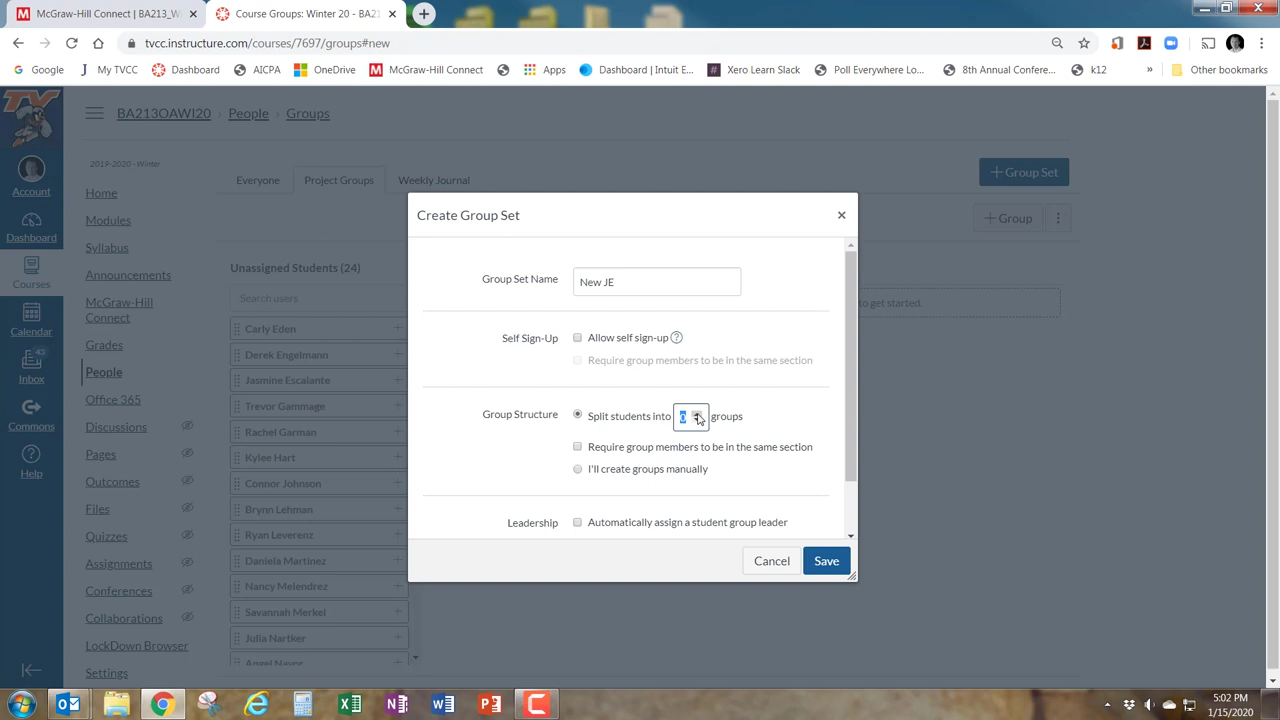 McGraw-Hill Connect | BA213_W
Course Groups: Winter 20 - BA21
tvcc.instructure.com/courses/7697/groups#new
Google
My TVCC
Dashboard
AICPA
OneDrive
McGraw-Hill Connect
Apps
Dashboard | Intuit E...
Xero Learn Slack
Poll Everywhere Lo...
8th Annual Confere...
k12
»
Other bookmarks
TV
BA213OAWI20 › People › Groups
2019-2020 - Winter
Account
Dashboard
Courses
Calendar
43
Inbox
Commons
Help
Home
Modules
Syllabus
Announcements
McGraw-Hill
Connect
Grades
People
Office 365
Discussions
Pages
Outcomes
Files
Quizzes
Assignments
Conferences
Collaborations
LockDown Browser
Settings
Everyone
Project Groups
Weekly Journal
+ Group Set
+ Group
Unassigned Students (24)
Search users
Carly Eden
Derek Engelmann
Jasmine Escalante
Trevor Gammage
Rachel Garman
Kylee Hart
Connor Johnson
Brynn Lehman
Ryan Leverenz
Daniela Martinez
Nancy Melendrez
Savannah Merkel
Julia Nartker
Angel Navor
to get started.
Create Group Set
×
Group Set Name
New JE
Self Sign-Up
Allow self sign-up ?
Require group members to be in the same section
Group Structure
Split students into 0 groups
Require group members to be in the same section
I'll create groups manually
Leadership
Automatically assign a student group leader
Cancel
Save
5:02 PM
1/15/2020